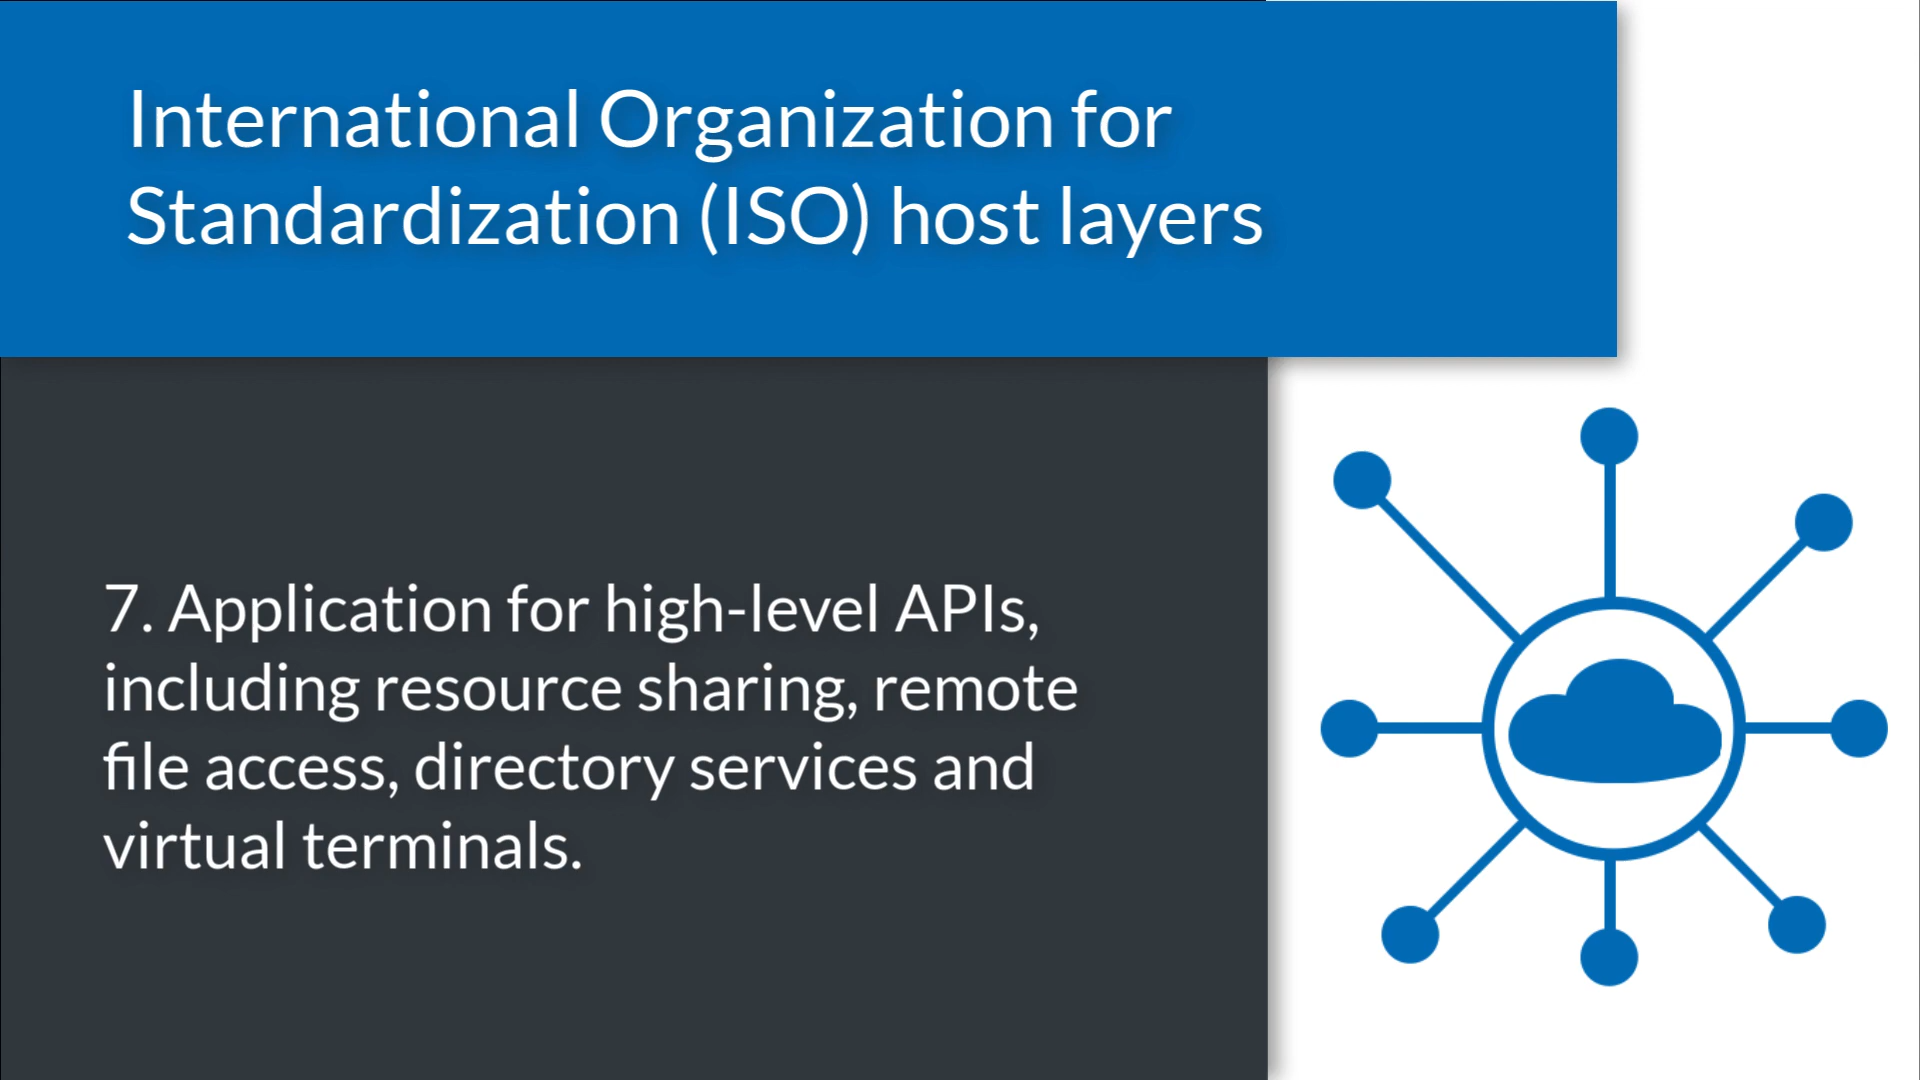 International Organization for
Standardization (ISO) host layers
7. Application for high-level APIs,
including resource sharing, remote
file access, directory services and
virtual terminals.